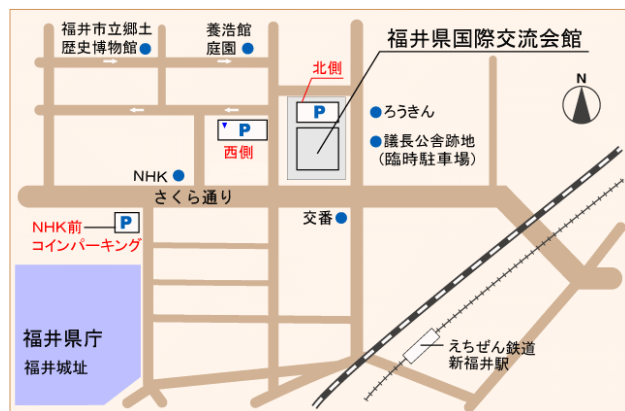 福井市立郷土
歴史博物館
養浩館
庭園
福井県国際交流会館
北側
P
ろうきん
N
P
西側
議長公舎跡地
(臨時駐車場)
NHK
さくら通り
NHK前
コインパーキング
P
交番
福井県庁
福井城址
えちぜん鉄道
新福井駅